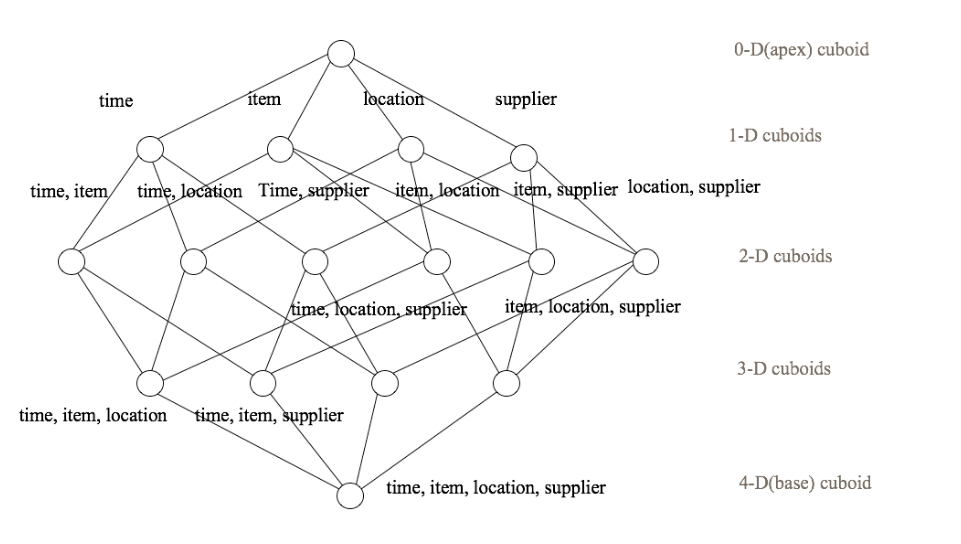 0-D(apex) cuboid
time
item
location
supplier
1-D cuboids
time, item
time, location
Time, supplier
item, location
item, supplier
location, supplier
2-D cuboids
time, location, supplier
item, location, supplier
3-D cuboids
time, item, location
time, item, supplier
time, item, location, supplier
4-D(base) cuboid